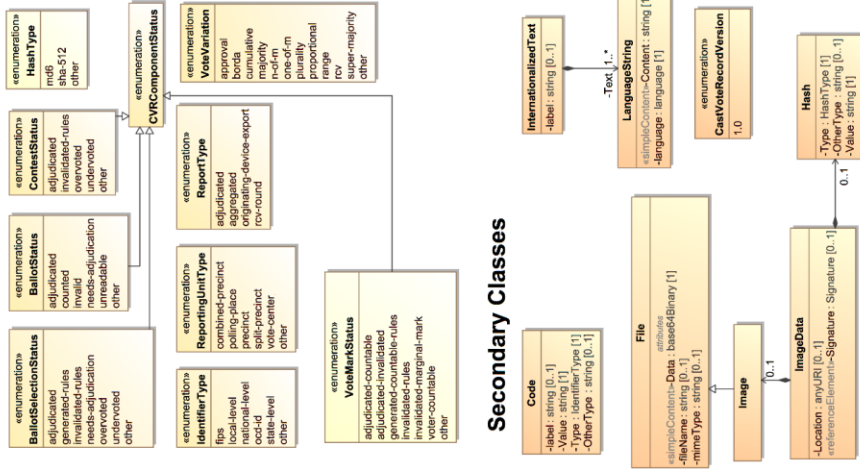 «enumeration»
BallotSelectionStatus
adjudicated
generated-rules
invalidated-rules
needs-adjudication
overvoted
undervoted
other
«enumeration»
BallotStatus
adjudicated
counted
invalid
needs-adjudication
unreadable
other
«enumeration»
ContestStatus
adjudicated
invalidated-rules
overvoted
undervoted
other
«enumeration»
HashType
md6
sha-512
other
«enumeration»
CVRComponentStatus
«enumeration»
IdentifierType
fips
local-level
national-level
ocd-id
state-level
other
«enumeration»
ReportingUnitType
combined-precinct
polling-place
precinct
split-precinct
vote-center
other
«enumeration»
ReportType
adjudicated
aggregated
originating-device-export
rcv-round
«enumeration»
VoteVariation
approval
borda
cumulative
majority
n-of-m
one-of-m
plurality
proportional
range
rcv
super-majority
other
«enumeration»
VoteMarkStatus
adjudicated-countable
adjudicated-invalidated
generated-countable-rules
invalidated-rules
invalidated-marginal-mark
voter-countable
other
Secondary Classes
Code
-label : string [0..1]
-Value : string [1]
-Type : IdentifierType [1]
-OtherType : string [0..1]
File
attributes
«simpleContent»-Data : base64Binary [1]
-fileName : string [0..1]
-mimeType : string [0..1]
InternationalizedText
-label : string [0..1]
-Text 1..*
LanguageString
«simpleContent»-Content : string [1]
-language : language [1]
«enumeration»
CastVoteRecordVersion
1.0
Image
0..1
ImageData
-Location : anyURI [0..1]
«referenceElement»-Signature : Signature [0..1]
0..1
Hash
-Type : HashType [1]
-OtherType : string [0..1]
-Value : string [1]